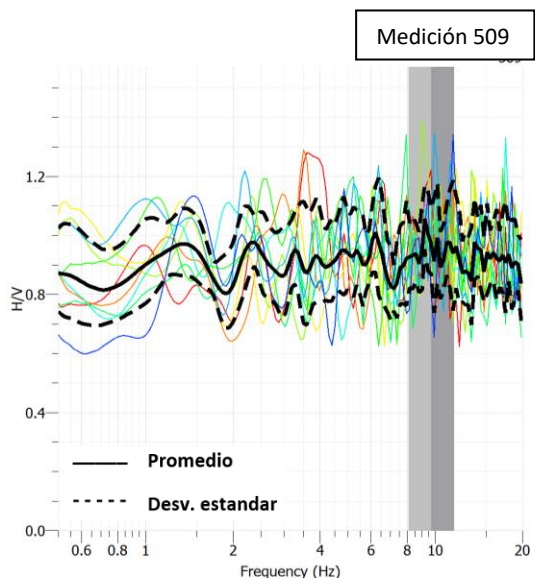 Medición 509
1.2
0.8
0.4
0.0
H/V
Promedio
Desv. estandar
0.6 0.8 1 2 4 6 8 10 20
Frequency (Hz)